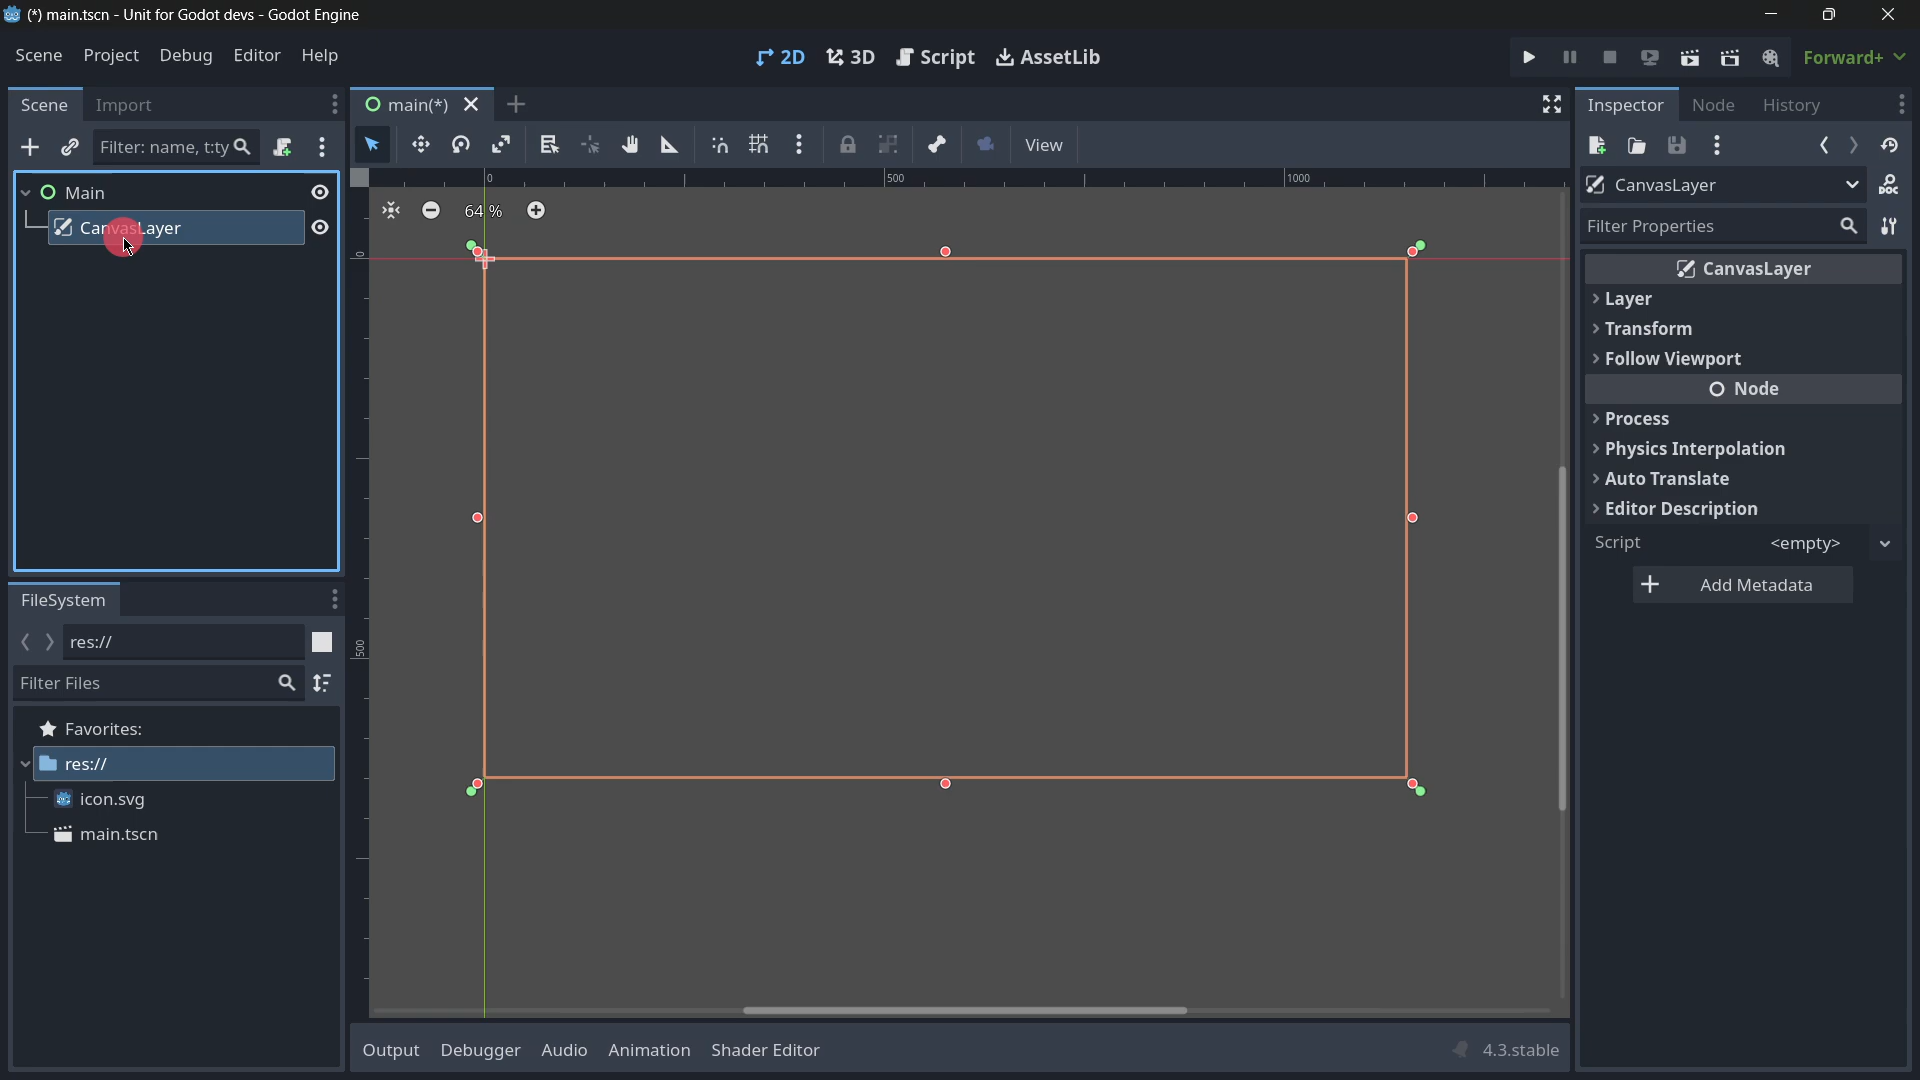 (*) main.tscn - Unit for Godot devs - Godot Engine
Scene Project Debug Editor Help
2D 3D Script AssetLib
Forward+
Scene Import
main(*)
Inspector Node History
Filter: name, t:ty
View
Main
CanvasLayer
0 500 1000
64 %
0
500
CanvasLayer
DOC
Filter Properties
CanvasLayer
Layer
Transform
Follow Viewport
Node
Process
Physics Interpolation
Auto Translate
Editor Description
Script <empty>
Add Metadata
FileSystem
res://
Filter Files
Favorites:
res://
icon.svg
main.tscn
Output Debugger Audio Animation Shader Editor
4.3.stable